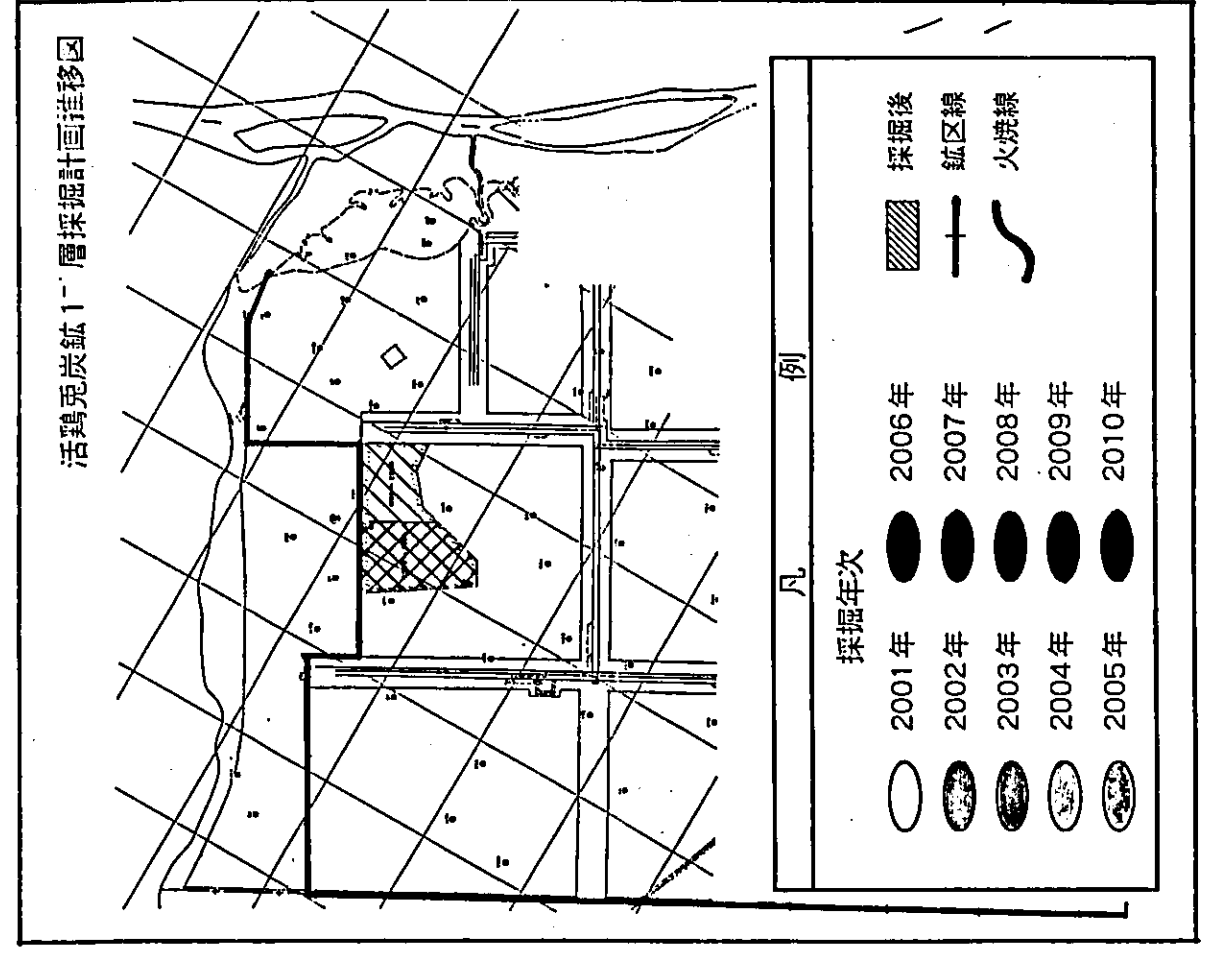 活鶏兎炭鉱 1⁻ 層採掘計画推移図
凡 例
採掘年次
2001年 2006年 採掘後
2002年 2007年 鉱区線
2003年 2008年 火焼線
2004年 2009年
2005年 2010年